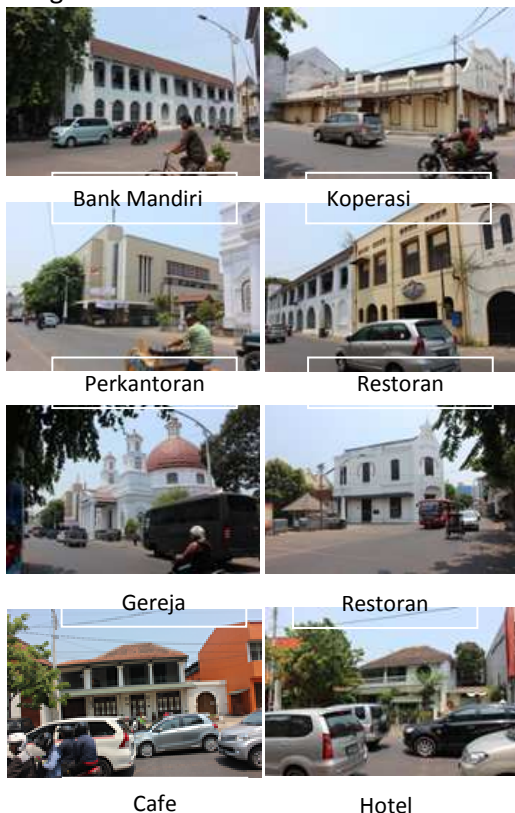 Bank Mandiri
Koperasi
Perkantoran
Restoran
Gereja
Restoran
Cafe
Hotel